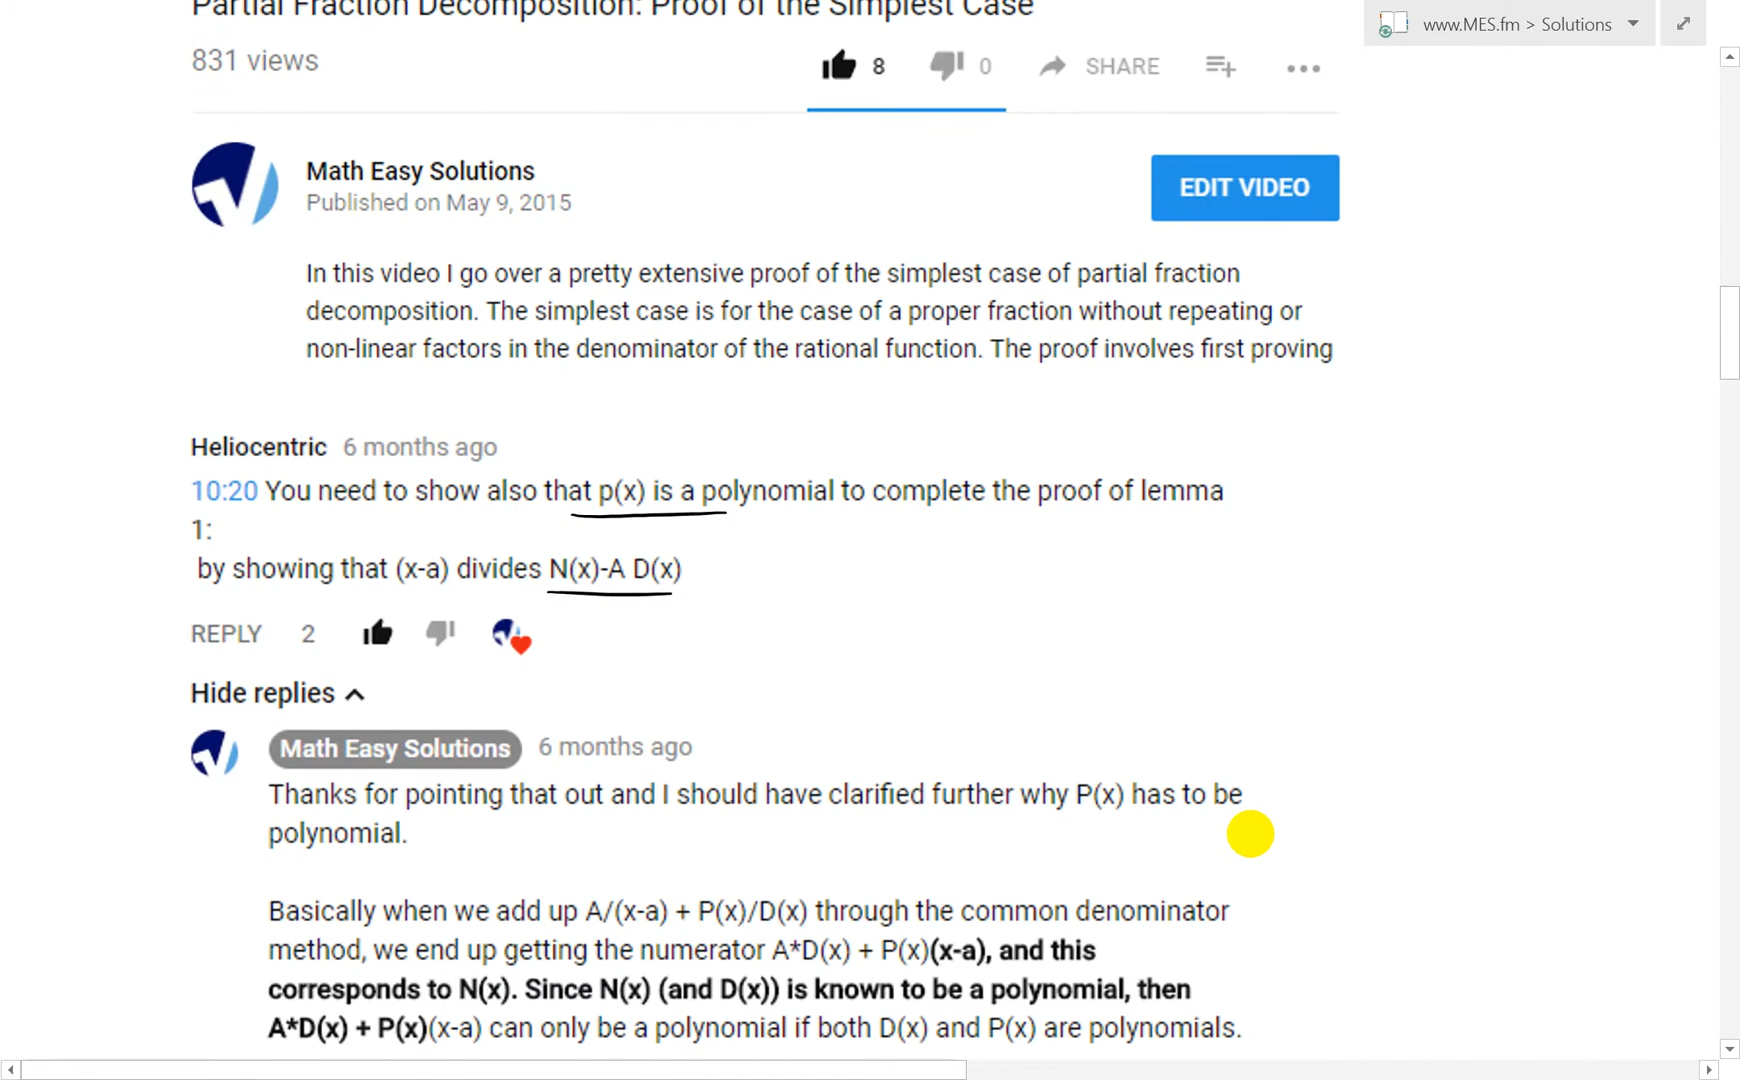 Partial Fraction Decomposition: Proof of the Simplest Case
www.MES.fm > Solutions
831 views
8
0
SHARE
Math Easy Solutions
Published on May 9, 2015
EDIT VIDEO
In this video I go over a pretty extensive proof of the simplest case of partial fraction
decomposition. The simplest case is for the case of a proper fraction without repeating or
non-linear factors in the denominator of the rational function. The proof involves first proving
Heliocentric 6 months ago
10:20 You need to show also that p(x) is a polynomial to complete the proof of lemma
1:
by showing that (x-a) divides N(x)-A D(x)
REPLY 2
Hide replies
Math Easy Solutions 6 months ago
Thanks for pointing that out and I should have clarified further why P(x) has to be
polynomial.
Basically when we add up A/(x-a) + P(x)/D(x) through the common denominator
method, we end up getting the numerator A*D(x) + P(x)(x-a), and this
corresponds to N(x). Since N(x) (and D(x)) is known to be a polynomial, then
A*D(x) + P(x)(x-a) can only be a polynomial if both D(x) and P(x) are polynomials.